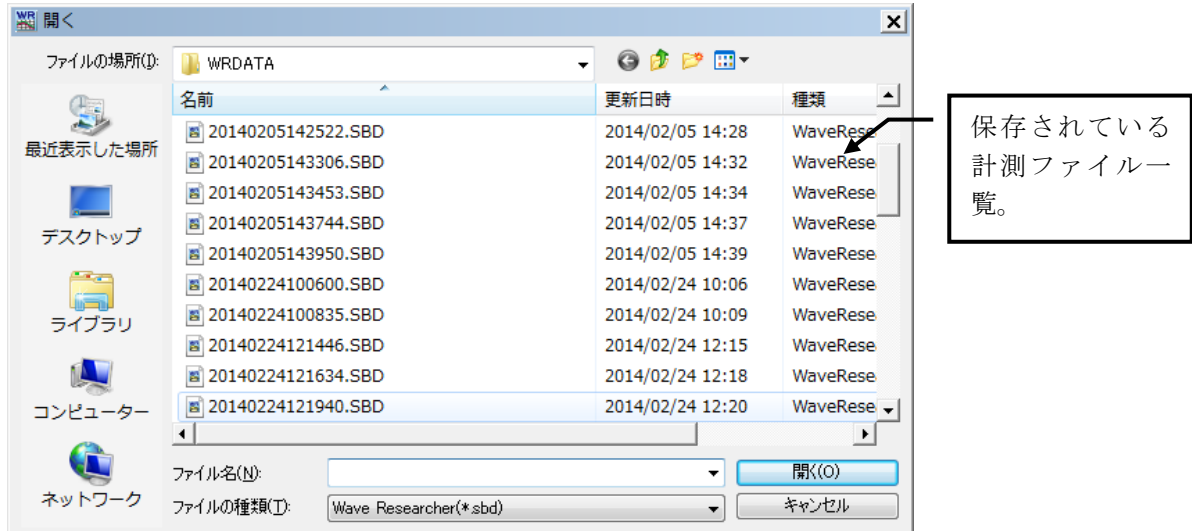 WR 開く
ファイルの場所(I): WRDATA
名前 更新日時 種類
20140205142522.SBD 2014/02/05 14:28 WaveRese
20140205143306.SBD 2014/02/05 14:32 WaveRese
20140205143453.SBD 2014/02/05 14:34 WaveRese
20140205143744.SBD 2014/02/05 14:37 WaveRese
20140205143950.SBD 2014/02/05 14:39 WaveRese
20140224100600.SBD 2014/02/24 10:06 WaveRese
20140224100835.SBD 2014/02/24 10:09 WaveRese
20140224121446.SBD 2014/02/24 12:15 WaveRese
20140224121634.SBD 2014/02/24 12:18 WaveRese
20140224121940.SBD 2014/02/24 12:20 WaveRese
最近表示した場所
デスクトップ
ライブラリ
コンピューター
ネットワーク
ファイル名(N): 開く(O)
ファイルの種類(T): Wave Researcher(*.sbd) キャンセル
保存されている
計測ファイル一
覧。